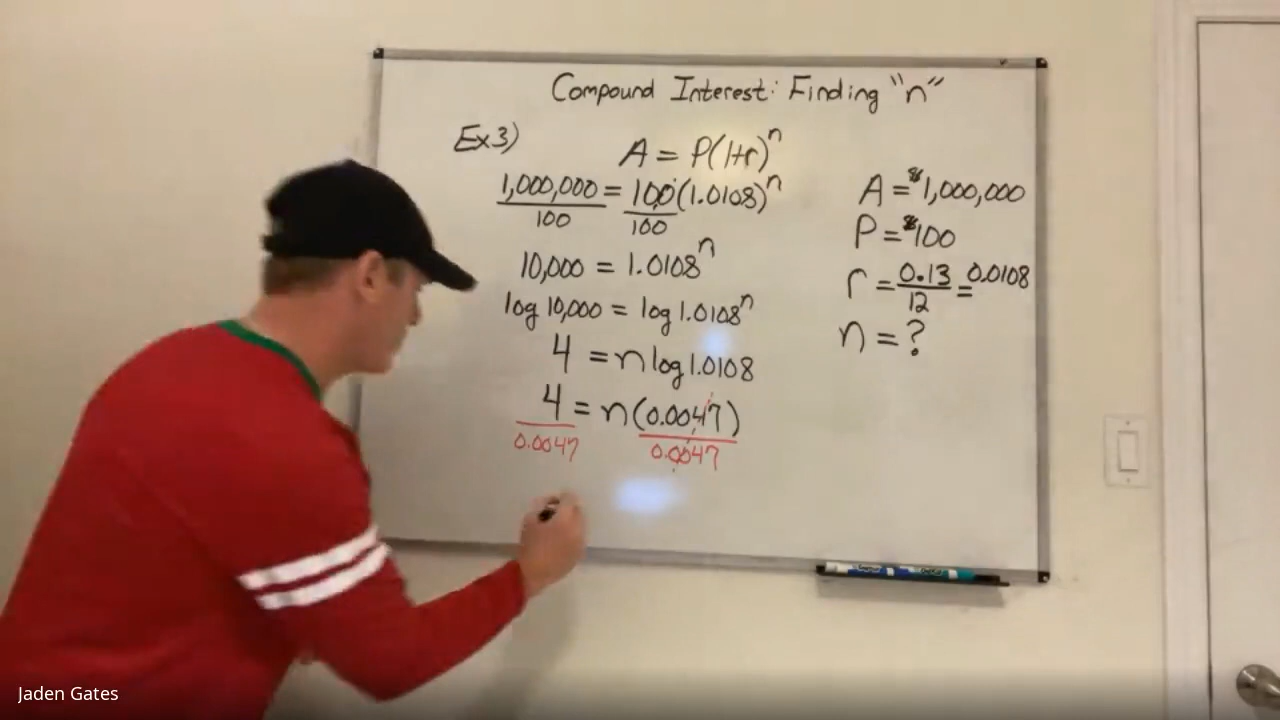 Compound Interest: Finding "n"
Ex3)
A = P(1+r)^n
1,000,000 = 100(1.0108)^n
100 100
10,000 = 1.0108^n
log 10,000 = log 1.0108^n
4 = n log 1.0108
4 = n(0.0047)
0.0047 0.0047
A = $1,000,000
P = $100
r = 0.13/12 = 0.0108
n = ?
Jaden Gates